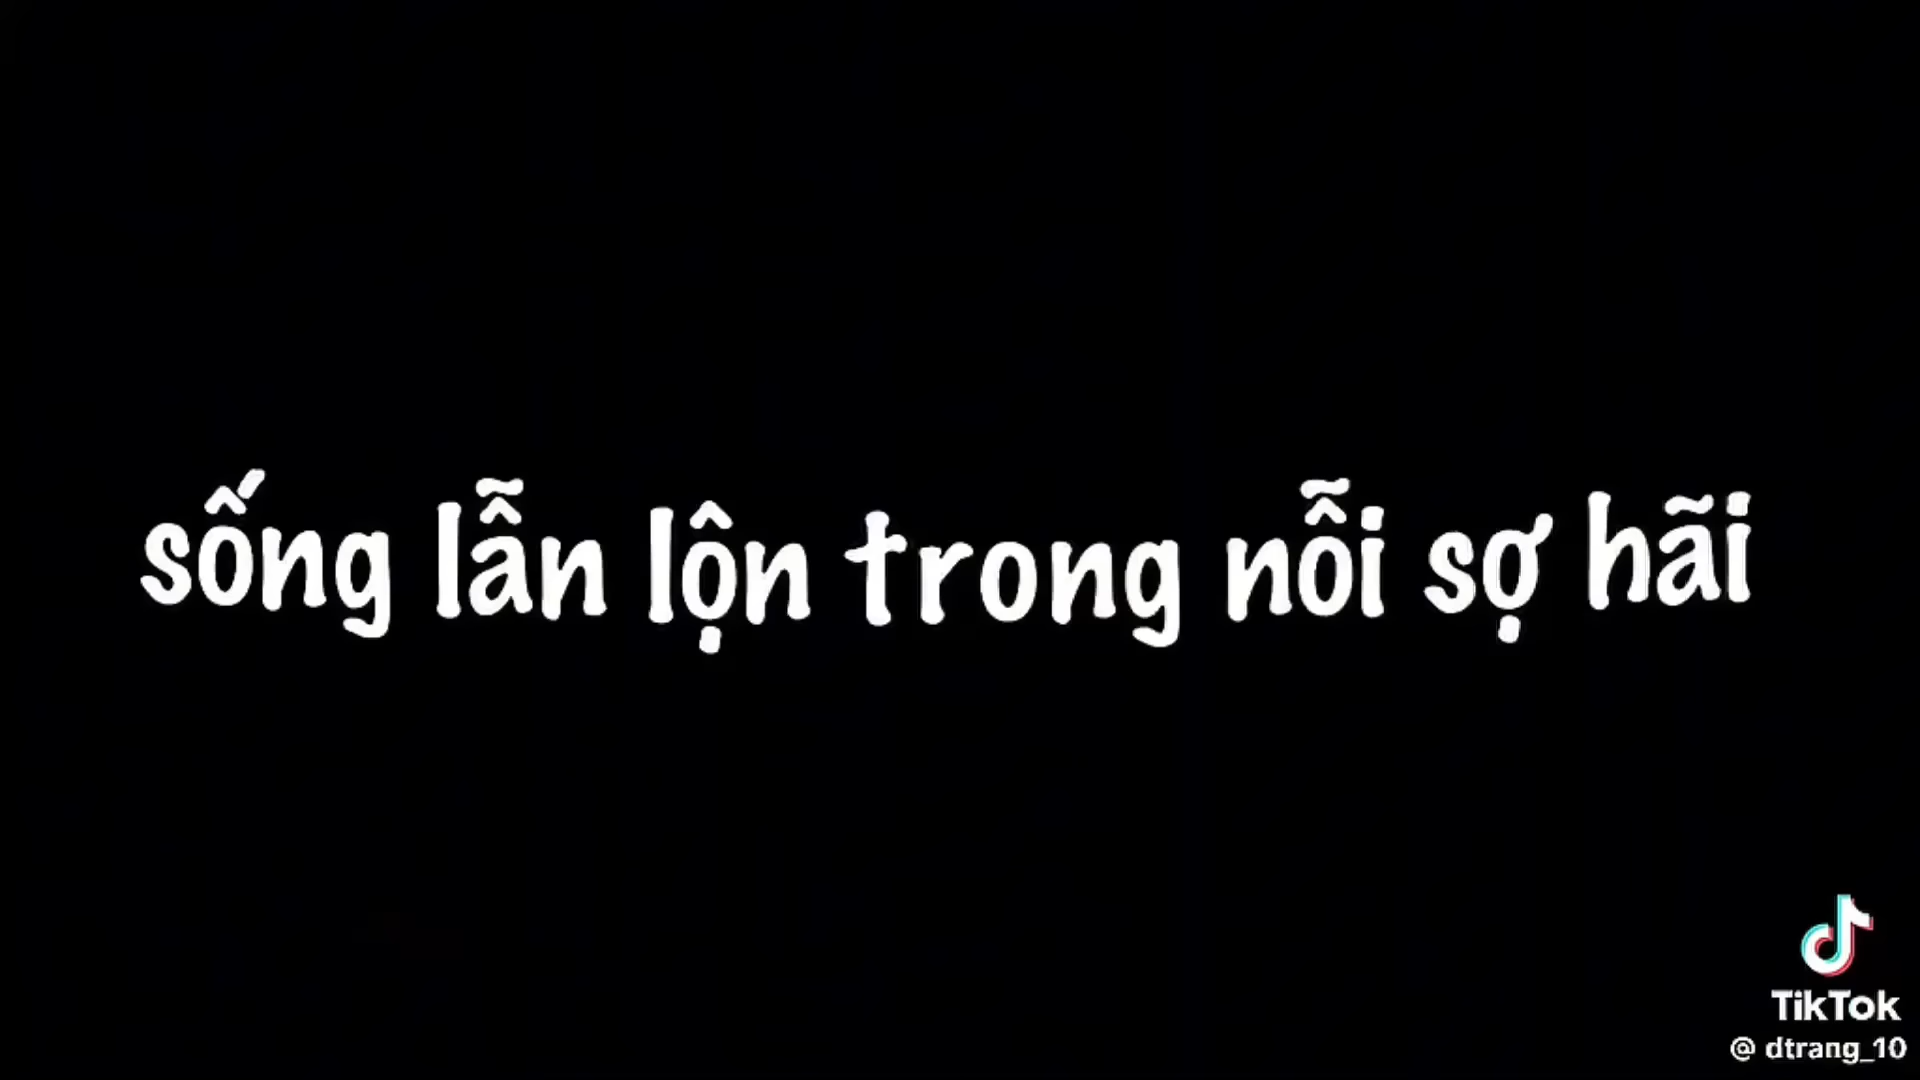 sống lẫn lộn trong nỗi sợ hãi
TikTok
@ dtrang_10